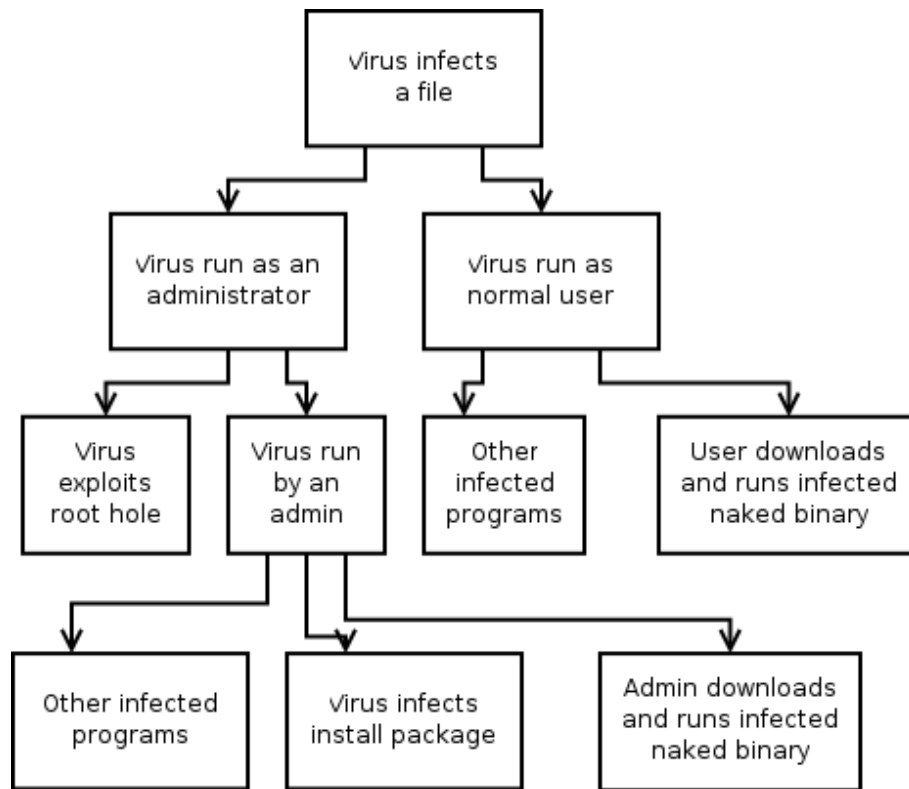 Virus infects
a file
Virus run as an
administrator
Virus run as
normal user
Virus
exploits
root hole
Virus run
by an
admin
Other
infected
programs
User downloads
and runs infected
naked binary
Other infected
programs
Virus infects
install package
Admin downloads
and runs infected
naked binary